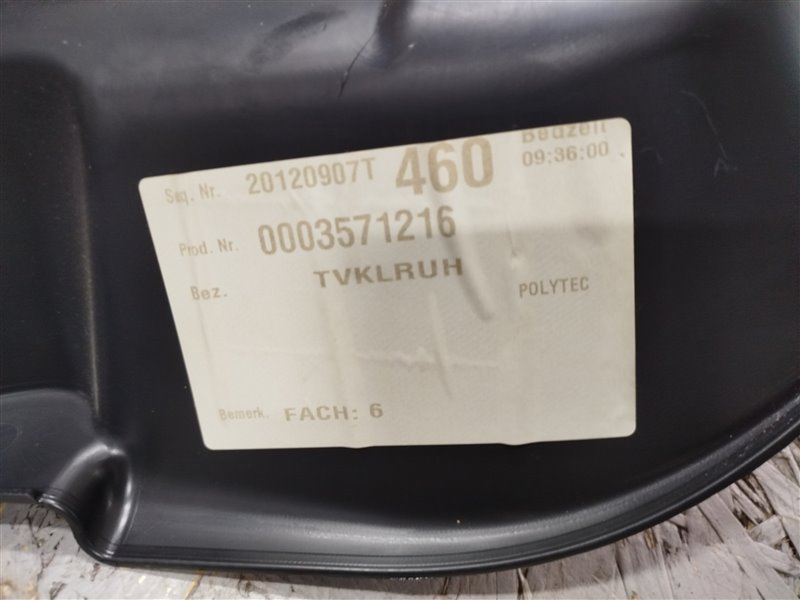 Seq. Nr. 20120907T 460 Bedzeit
09:36:00
Prod. Nr. 0003571216
Bez. TVKLRUH POLYTEC
Bemerk. FACH: 6